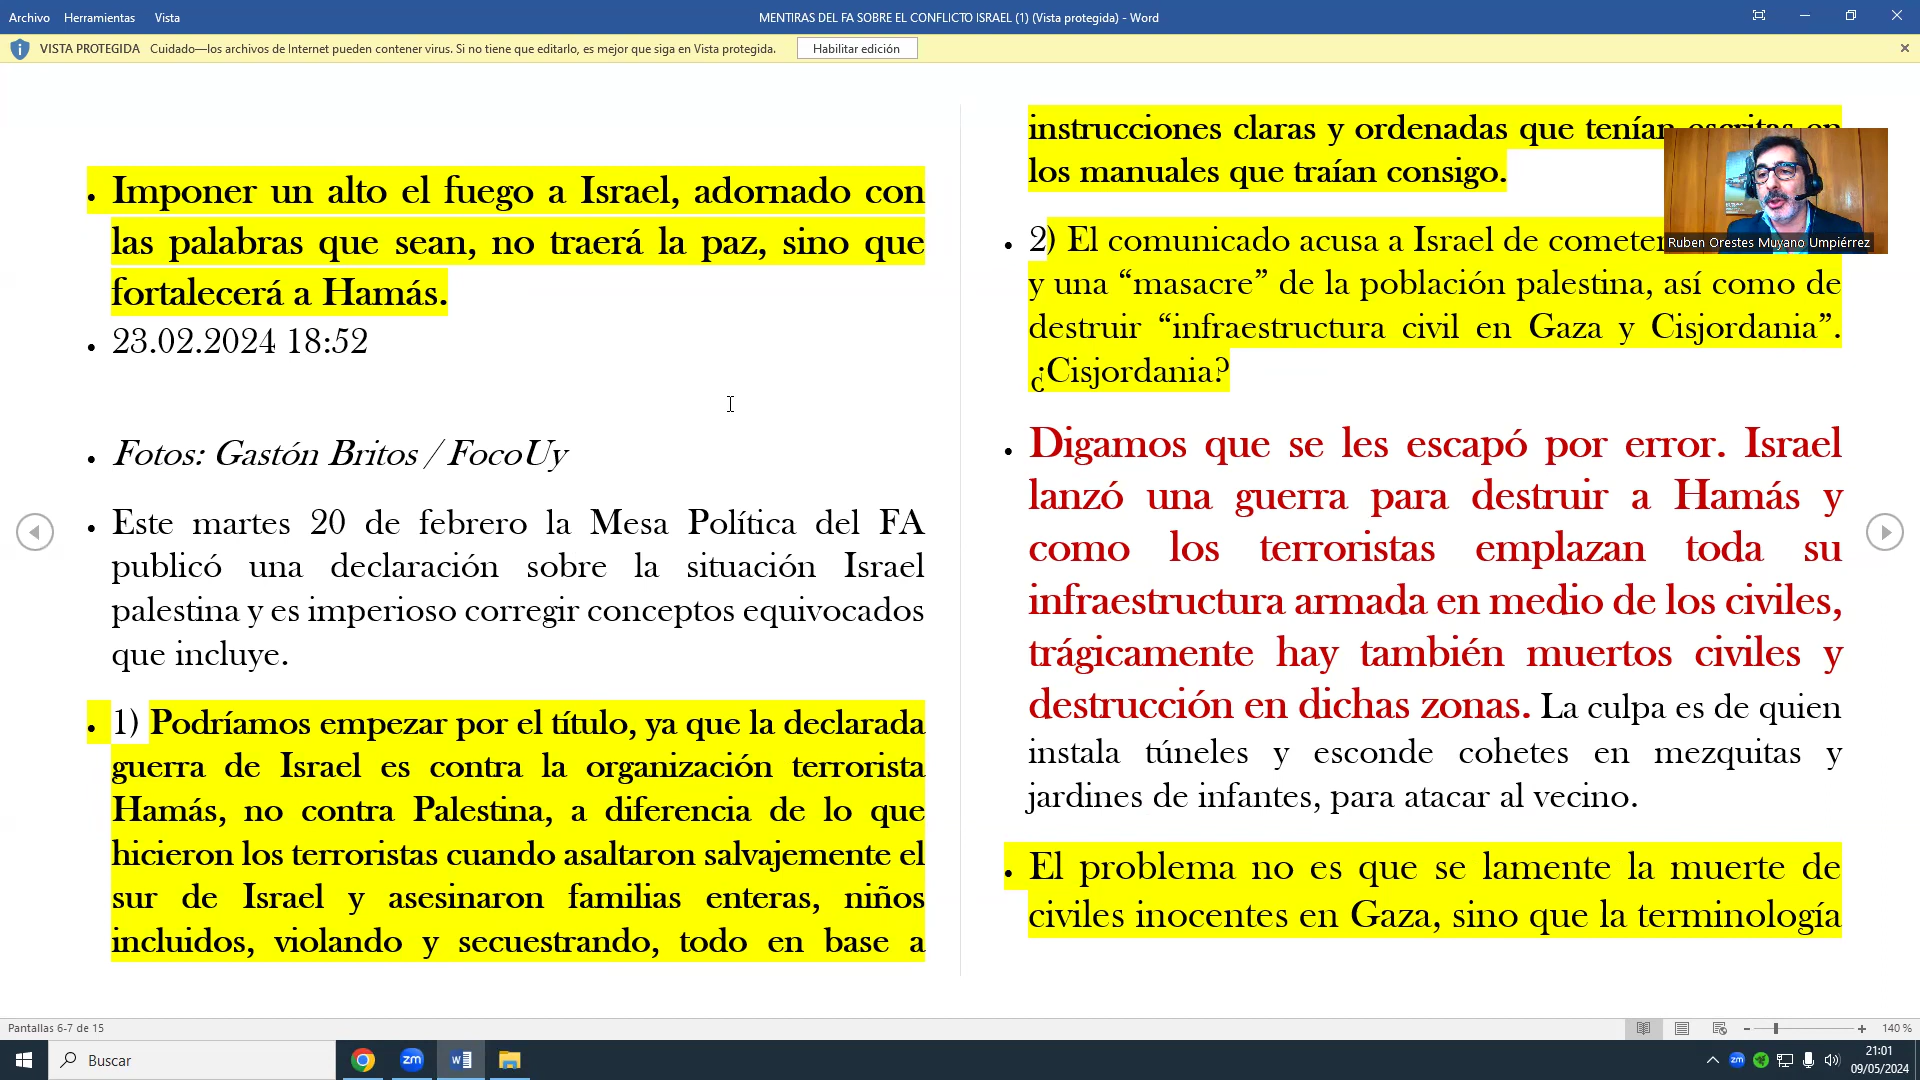 Archivo Herramientas Vista
MENTIRAS DEL FA SOBRE EL CONFLICTO ISRAEL (1) (Vista protegida) - Word
VISTA PROTEGIDA Cuidado—los archivos de Internet pueden contener virus. Si no tiene que editarlo, es mejor que siga en Vista protegida. Habilitar edición
• Imponer un alto el fuego a Israel, adornado con
las palabras que sean, no traerá la paz, sino que
fortalecerá a Hamás.
• 23.02.2024 18:52
• Fotos: Gastón Britos / FocoUy
• Este martes 20 de febrero la Mesa Política del FA
publicó una declaración sobre la situación Israel
palestina y es imperioso corregir conceptos equivocados
que incluye.
• 1) Podríamos empezar por el título, ya que la declarada
guerra de Israel es contra la organización terrorista
Hamás, no contra Palestina, a diferencia de lo que
hicieron los terroristas cuando asaltaron salvajemente el
sur de Israel y asesinaron familias enteras, niños
incluidos, violando y secuestrando, todo en base a
instrucciones claras y ordenadas que tenían escritas en
los manuales que traían consigo.
• 2) El comunicado acusa a Israel de cometer
y una “masacre” de la población palestina, así como de
destruir “infraestructura civil en Gaza y Cisjordania”.
¿Cisjordania?
• Digamos que se les escapó por error. Israel
lanzó una guerra para destruir a Hamás y
como los terroristas emplazan toda su
infraestructura armada en medio de los civiles,
trágicamente hay también muertos civiles y
destrucción en dichas zonas. La culpa es de quien
instala túneles y esconde cohetes en mezquitas y
jardines de infantes, para atacar al vecino.
• El problema no es que se lamente la muerte de
civiles inocentes en Gaza, sino que la terminología
Ruben Orestes Muyano Umpiérrez
Pantallas 6-7 de 15
140 %
Buscar
zm
zm
21:01
09/05/2024